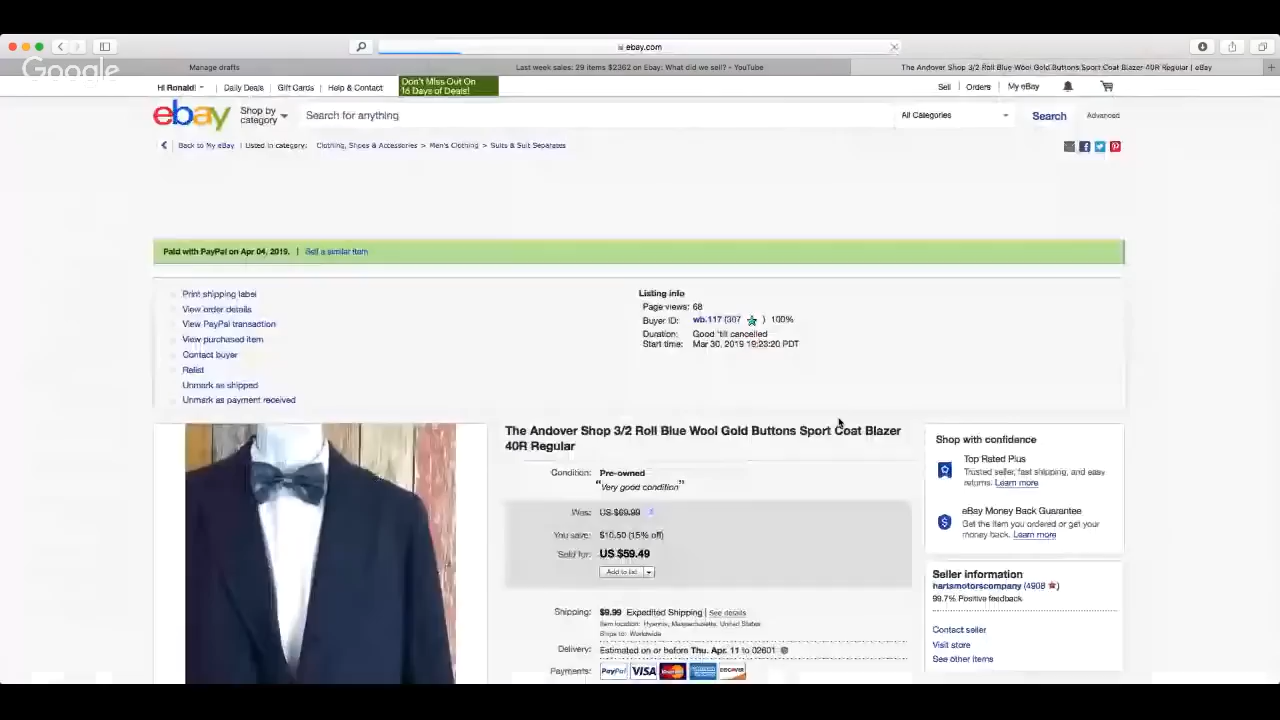 ebay.com
Google
Manage drafts
Last week sales: 29 items $2362 on Ebay: What did we sell? - YouTube
The Andover Shop 3/2 Roll Blue Wool Gold Buttons Sport Coat Blazer 40R Regular | eBay
Hi Ronald!
Daily Deals
Gift Cards
Help & Contact
Don't Miss Out On
16 Days of Deals!
Sell
Orders
My eBay
ebay
Shop by
category
Search for anything
All Categories
Search
Advanced
Back to My eBay | Listed in category: Clothing, Shoes & Accessories > Men's Clothing > Suits & Suit Separates
Paid with PayPal on Apr 04, 2019. | Sell a similar item
Print shipping label
View order details
View PayPal transaction
View purchased item
Contact buyer
Relist
Unmark as shipped
Unmark as payment received
Listing info
Page views: 68
Buyer ID: wb.117 (367 ) 100%
Duration: Good 'till cancelled
Start time: Mar 30, 2019 19:23:20 PDT
The Andover Shop 3/2 Roll Blue Wool Gold Buttons Sport Coat Blazer
40R Regular
Condition: Pre-owned
"Very good condition"
Was: US $69.99
You save: $10.50 (15% off)
Sold for: US $59.49
Add to list
Shipping: $9.99 Expedited Shipping | See details
Item location: Hyannis, Massachusetts, United States
Ships to: Worldwide
Delivery: Estimated on or before Thu. Apr. 11 to 02601
Payments: PayPal VISA MasterCard DISCOVER
Shop with confidence
Top Rated Plus
Trusted seller, fast shipping, and easy
returns. Learn more
eBay Money Back Guarantee
Get the item you ordered or get your
money back. Learn more
Seller information
hartsmotorscompany (4908 )
99.7% Positive feedback
Contact seller
Visit store
See other items